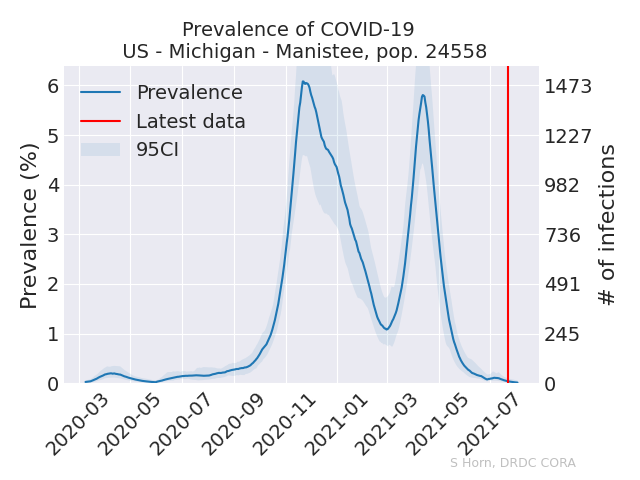 Prevalence of COVID-19
US - Michigan - Manistee, pop. 24558
Prevalence
Latest data
95CI
Prevalence (%)
6
5
4
3
2
1
0
1473
1227
982
736
491
245
0
# of infections
2020-03
2020-05
2020-07
2020-09
2020-11
2021-01
2021-03
2021-05
2021-07
S Horn, DRDC CORA